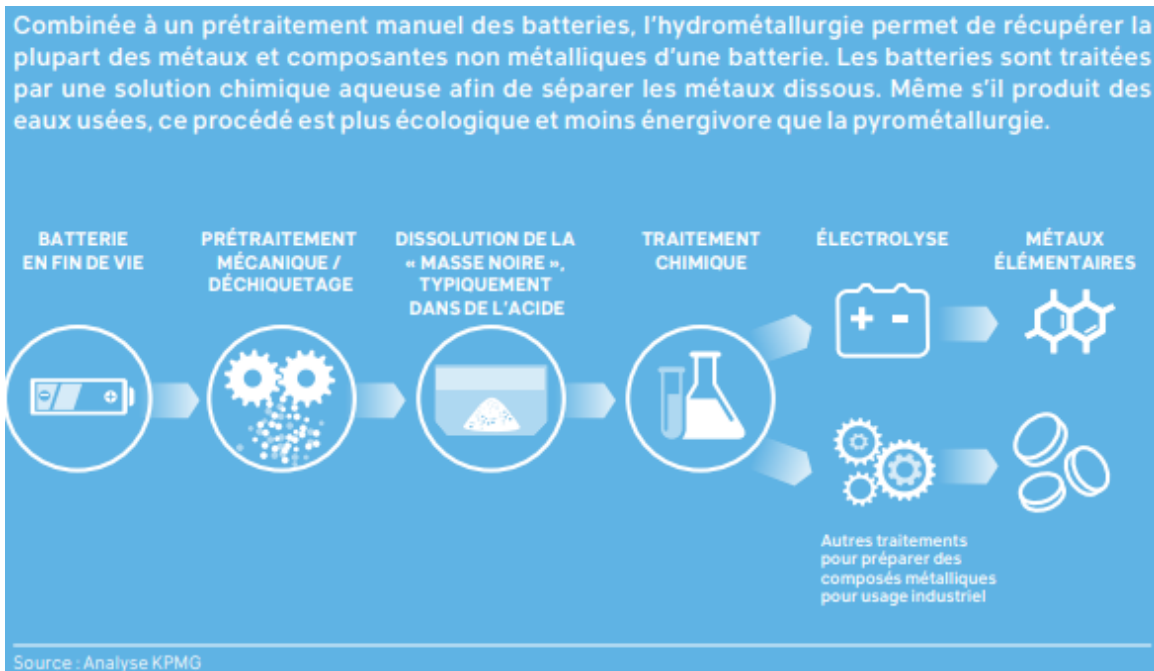 Combinée à un prétraitement manuel des batteries, l'hydrométallurgie permet de récupérer la
plupart des métaux et composantes non métalliques d'une batterie. Les batteries sont traitées
par une solution chimique aqueuse afin de séparer les métaux dissous. Même s'il produit des
eaux usées, ce procédé est plus écologique et moins énergivore que la pyrométallurgie.
BATTERIE
EN FIN DE VIE
PRÉTRAITEMENT
MÉCANIQUE /
DÉCHIQUETAGE
DISSOLUTION DE LA
« MASSE NOIRE »,
TYPIQUEMENT
DANS DE L'ACIDE
TRAITEMENT
CHIMIQUE
ÉLECTROLYSE
MÉTAUX
ÉLÉMENTAIRES
Autres traitements
pour préparer des
composés métalliques
pour usage industriel
Source : Analyse KPMG